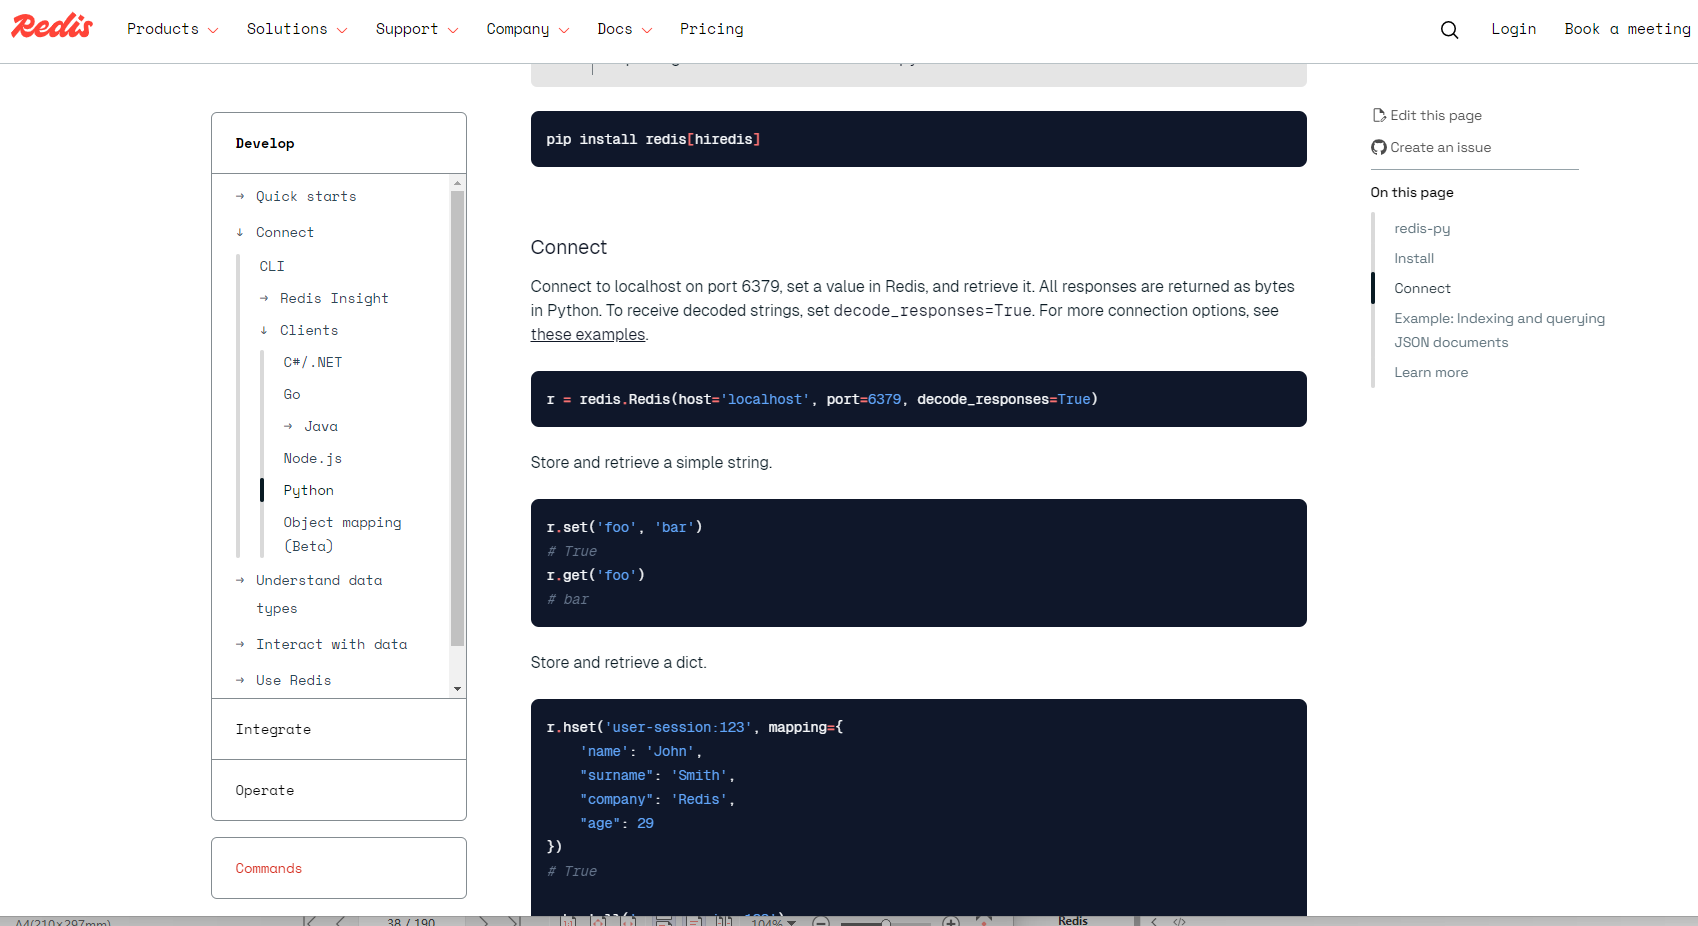 Redis
Products
Solutions
Support
Company
Docs
Pricing
Login
Book a meeting
Develop
→ Quick starts
↓ Connect
CLI
→ Redis Insight
↓ Clients
C#/.NET
Go
→ Java
Node.js
Python
Object mapping
(Beta)
→ Understand data
types
→ Interact with data
→ Use Redis
Integrate
Operate
Commands
pip install redis[hiredis]
Connect
Connect to localhost on port 6379, set a value in Redis, and retrieve it. All responses are returned as bytes
in Python. To receive decoded strings, set decode_responses=True. For more connection options, see
these examples.
r = redis.Redis(host='localhost', port=6379, decode_responses=True)
Store and retrieve a simple string.
r.set('foo', 'bar')
# True
r.get('foo')
# bar
Store and retrieve a dict.
r.hset('user-session:123', mapping={
'name': 'John',
"surname": 'Smith',
"company": 'Redis',
"age": 29
})
# True
Edit this page
Create an issue
On this page
redis-py
Install
Connect
Example: Indexing and querying
JSON documents
Learn more
38 / 190
104%
Redis